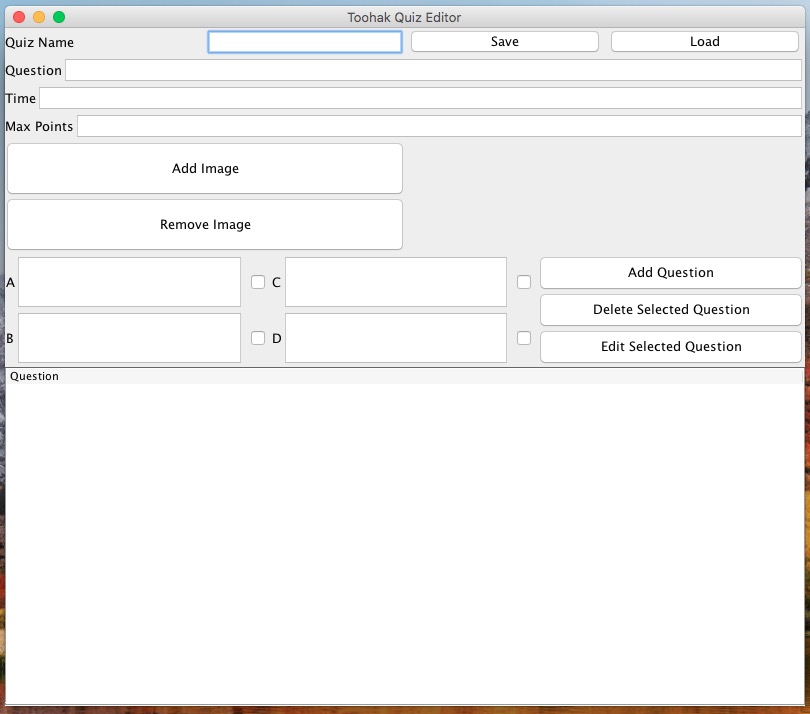 Toohak Quiz Editor
Quiz Name Save Load
Question
Time
Max Points
Add Image
Remove Image
A C Add Question
Delete Selected Question
B D Edit Selected Question
Question